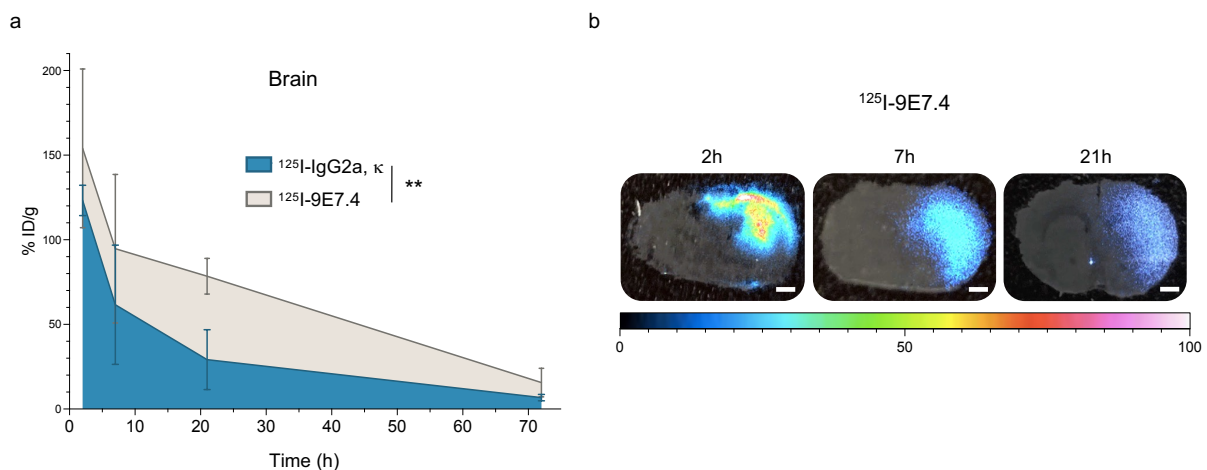 a
b
Brain
% ID/g
200
150
100
50
0
¹²⁵I-IgG2a, κ
¹²⁵I-9E7.4
**
0 10 20 30 40 50 60 70
Time (h)
¹²⁵I-9E7.4
2h 7h 21h
0 50 100